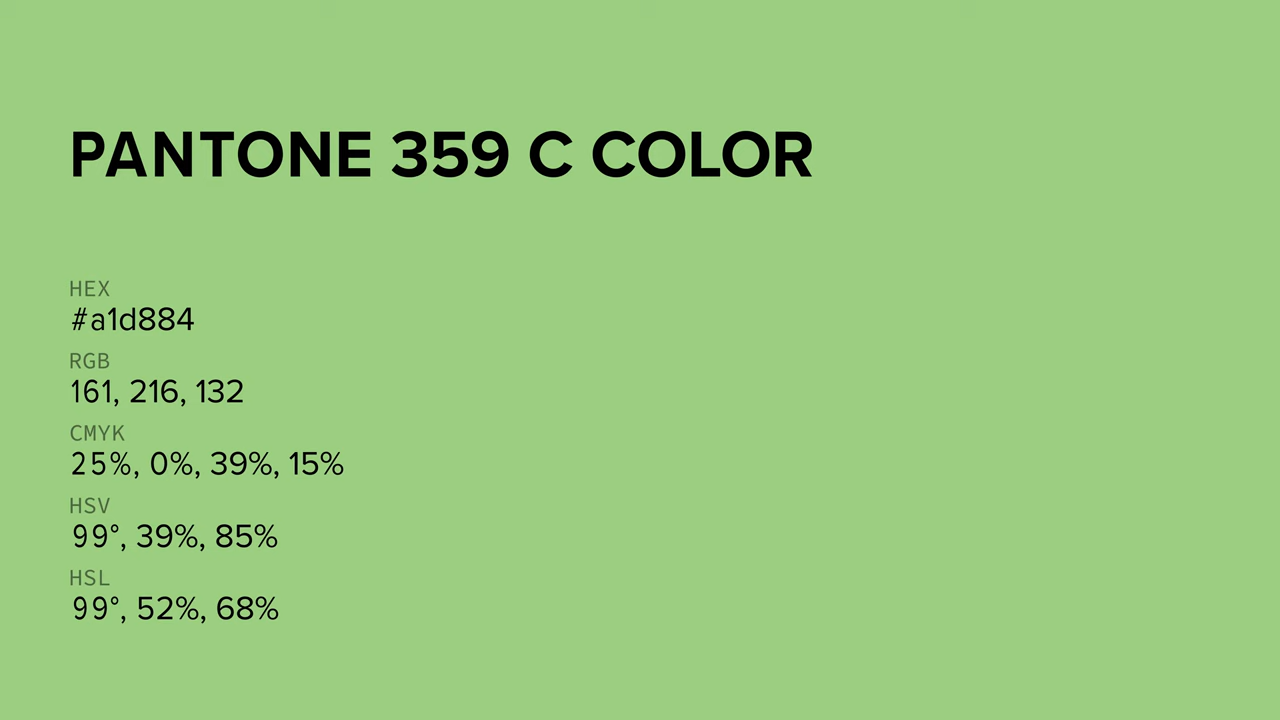 PANTONE 359 C COLOR
HEX
#a1d884
RGB
161, 216, 132
CMYK
25%, 0%, 39%, 15%
HSV
99°, 39%, 85%
HSL
99°, 52%, 68%